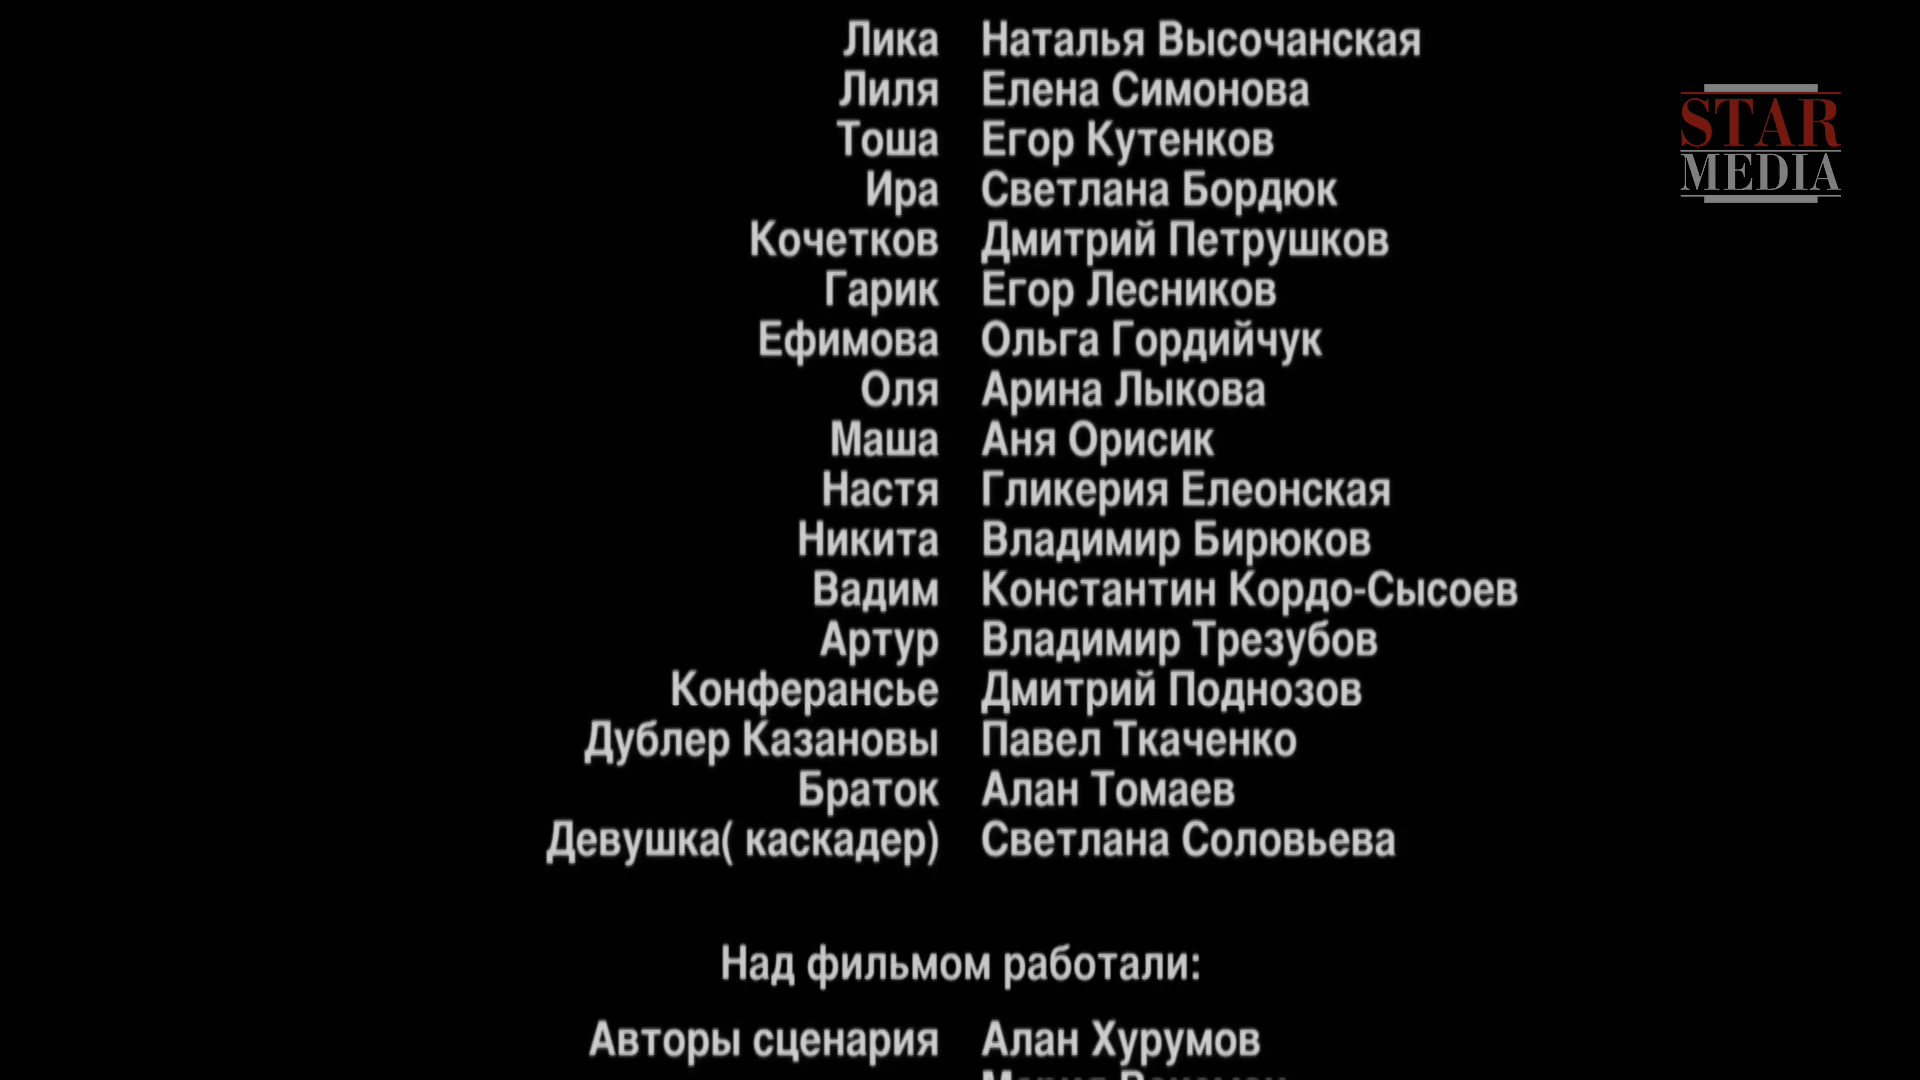 Лика Наталья Высочанская
Лиля Елена Симонова
Тоша Егор Кутенков
Ира Светлана Бордюк
Кочетков Дмитрий Петрушков
Гарик Егор Лесников
Ефимова Ольга Гордийчук
Оля Арина Лыкова
Маша Аня Орисик
Настя Гликерия Елеонская
Никита Владимир Бирюков
Вадим Константин Кордо-Сысоев
Артур Владимир Трезубов
Конферансье Дмитрий Поднозов
Дублер Казановы Павел Ткаченко
Браток Алан Томаев
Девушка( каскадер) Светлана Соловьева
Над фильмом работали:
Авторы сценария Алан Хурумов
STAR
MEDIA